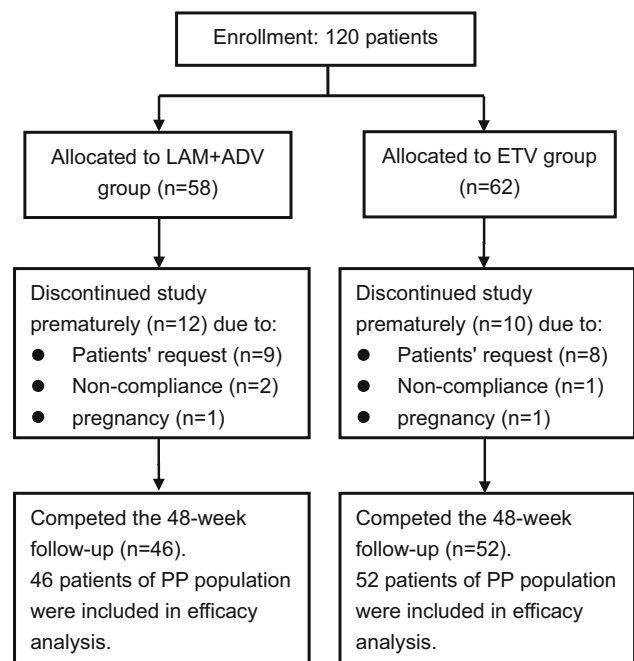 Enrollment: 120 patients
Allocated to LAM+ADV
group (n=58)
Allocated to ETV group
(n=62)
Discontinued study
prematurely (n=12) due to:
● Patients' request (n=9)
● Non-compliance (n=2)
● pregnancy (n=1)
Discontinued study
prematurely (n=10) due to:
● Patients' request (n=8)
● Non-compliance (n=1)
● pregnancy (n=1)
Competed the 48-week
follow-up (n=46).
46 patients of PP population
were included in efficacy
analysis.
Competed the 48-week
follow-up (n=52).
52 patients of PP population
were included in efficacy
analysis.